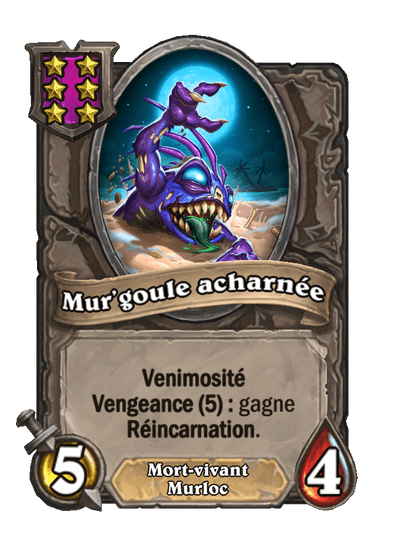 Mur'goule acharnée
Venimosité
Vengeance (5) : gagne
Réincarnation.
5
Mort-vivant
Murloc
4